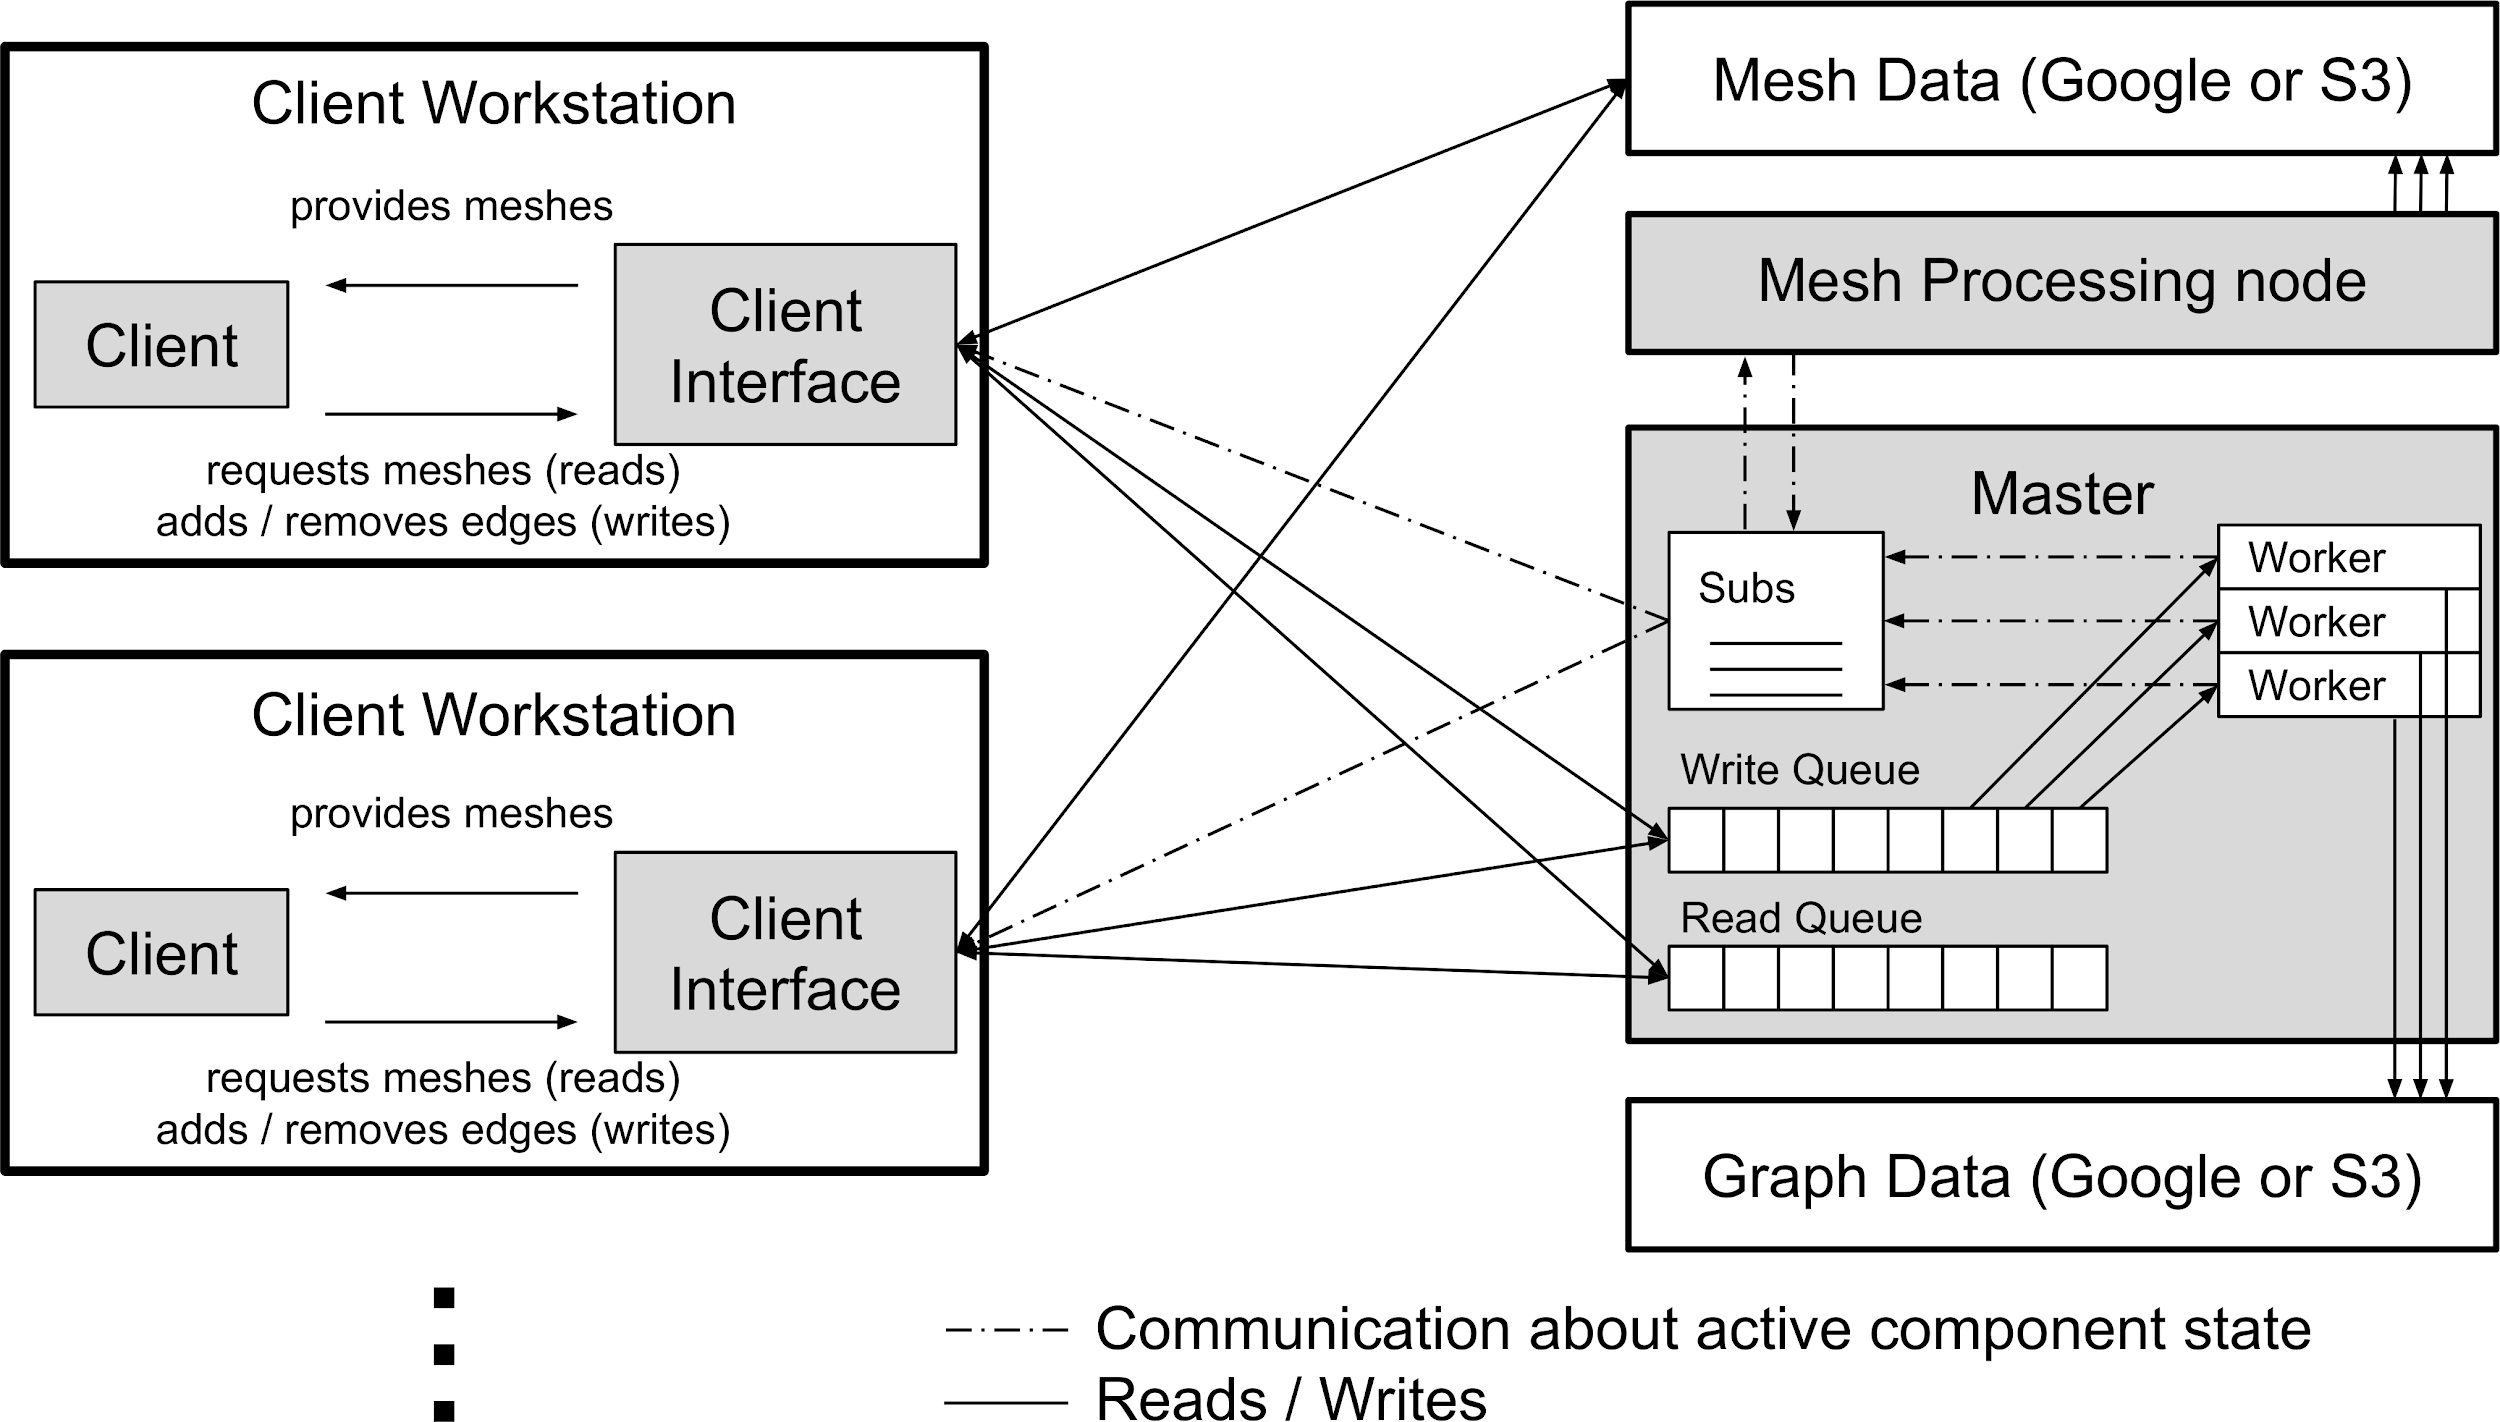 Client Workstation
provides meshes
Client
Client
Interface
requests meshes (reads)
adds / removes edges (writes)
Client Workstation
provides meshes
Client
Client
Interface
requests meshes (reads)
adds / removes edges (writes)
Mesh Data (Google or S3)
Mesh Processing node
Master
Subs
Worker
Worker
Worker
Write Queue
Read Queue
Graph Data (Google or S3)
Communication about active component state
Reads / Writes